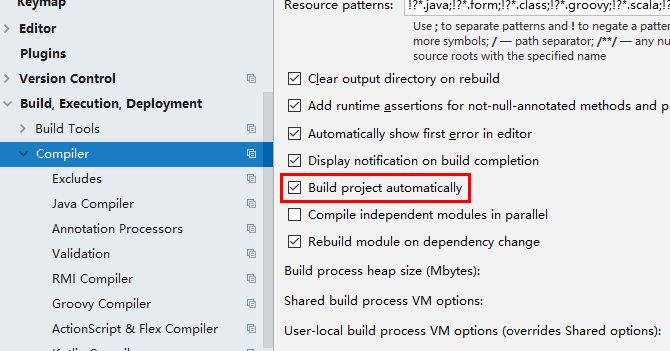 Keymap
Editor
Plugins
Version Control
Build, Execution, Deployment
Build Tools
Compiler
Excludes
Java Compiler
Annotation Processors
Validation
RMI Compiler
Groovy Compiler
ActionScript & Flex Compiler
Kotlin Compiler
Resource patterns:
!?*.java;!?*.form;!?*.class;!?*.groovy;!?*.scala;!?
Use ; to separate patterns and ! to negate a pattern
more symbols; / — path separator; /**/ — any nu
source roots with the specified name
Clear output directory on rebuild
Add runtime assertions for not-null-annotated methods and pa
Automatically show first error in editor
Display notification on build completion
Build project automatically
Compile independent modules in parallel
Rebuild module on dependency change
Build process heap size (Mbytes):
Shared build process VM options:
User-local build process VM options (overrides Shared options):